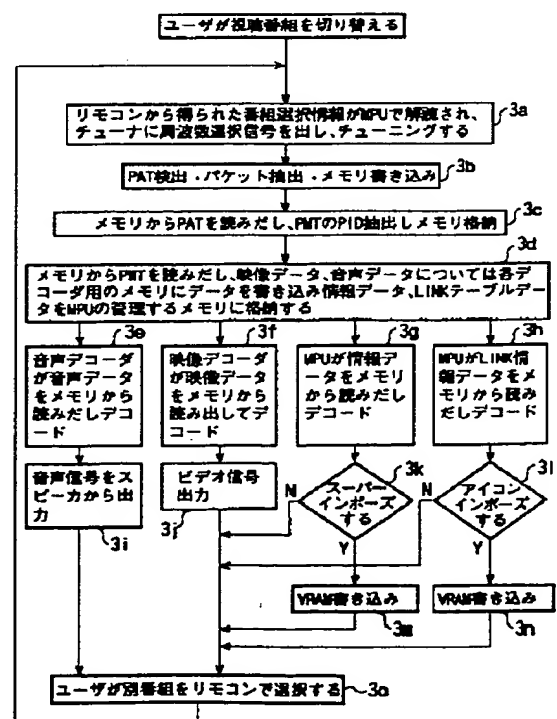 ユーザが視聴番組を切り替える
リモコンから得られた番組選択情報がMPUで解読され、
チューナに周波数選択信号を出し、チューニングする
3a
PAT検出・パケット抽出・メモリ書き込み
3b
メモリからPATを読みだし、PMTのPID抽出しメモリ格納
3c
3d
メモリからPMTを読みだし、映像データ、音声データについては各デ
コーダ用のメモリにデータを書き込み情報データ、LINKテーブルデー
タをMPUの管理するメモリに格納する
3e
音声デコーダ
が音声データ
をメモリから
読みだしデコ
ード
3f
映像デコーダ
が映像データ
をメモリから
読み出してデ
コード
3g
MPUが情報デ
ータをメモリ
から読みだし
デコード
3h
MPUがLINK情
報データをメ
モリから読み
だしデコード
音声信号をス
ピーカから出
力
3i
ビデオ信号
出力
3j
N
スーパー
インポーズ
する
3k
Y
N
アイコン
インポーズ
する
3l
Y
VRAM書き込み
3m
VRAM書き込み
3n
ユーザが別番組をリモコンで選択する
3o